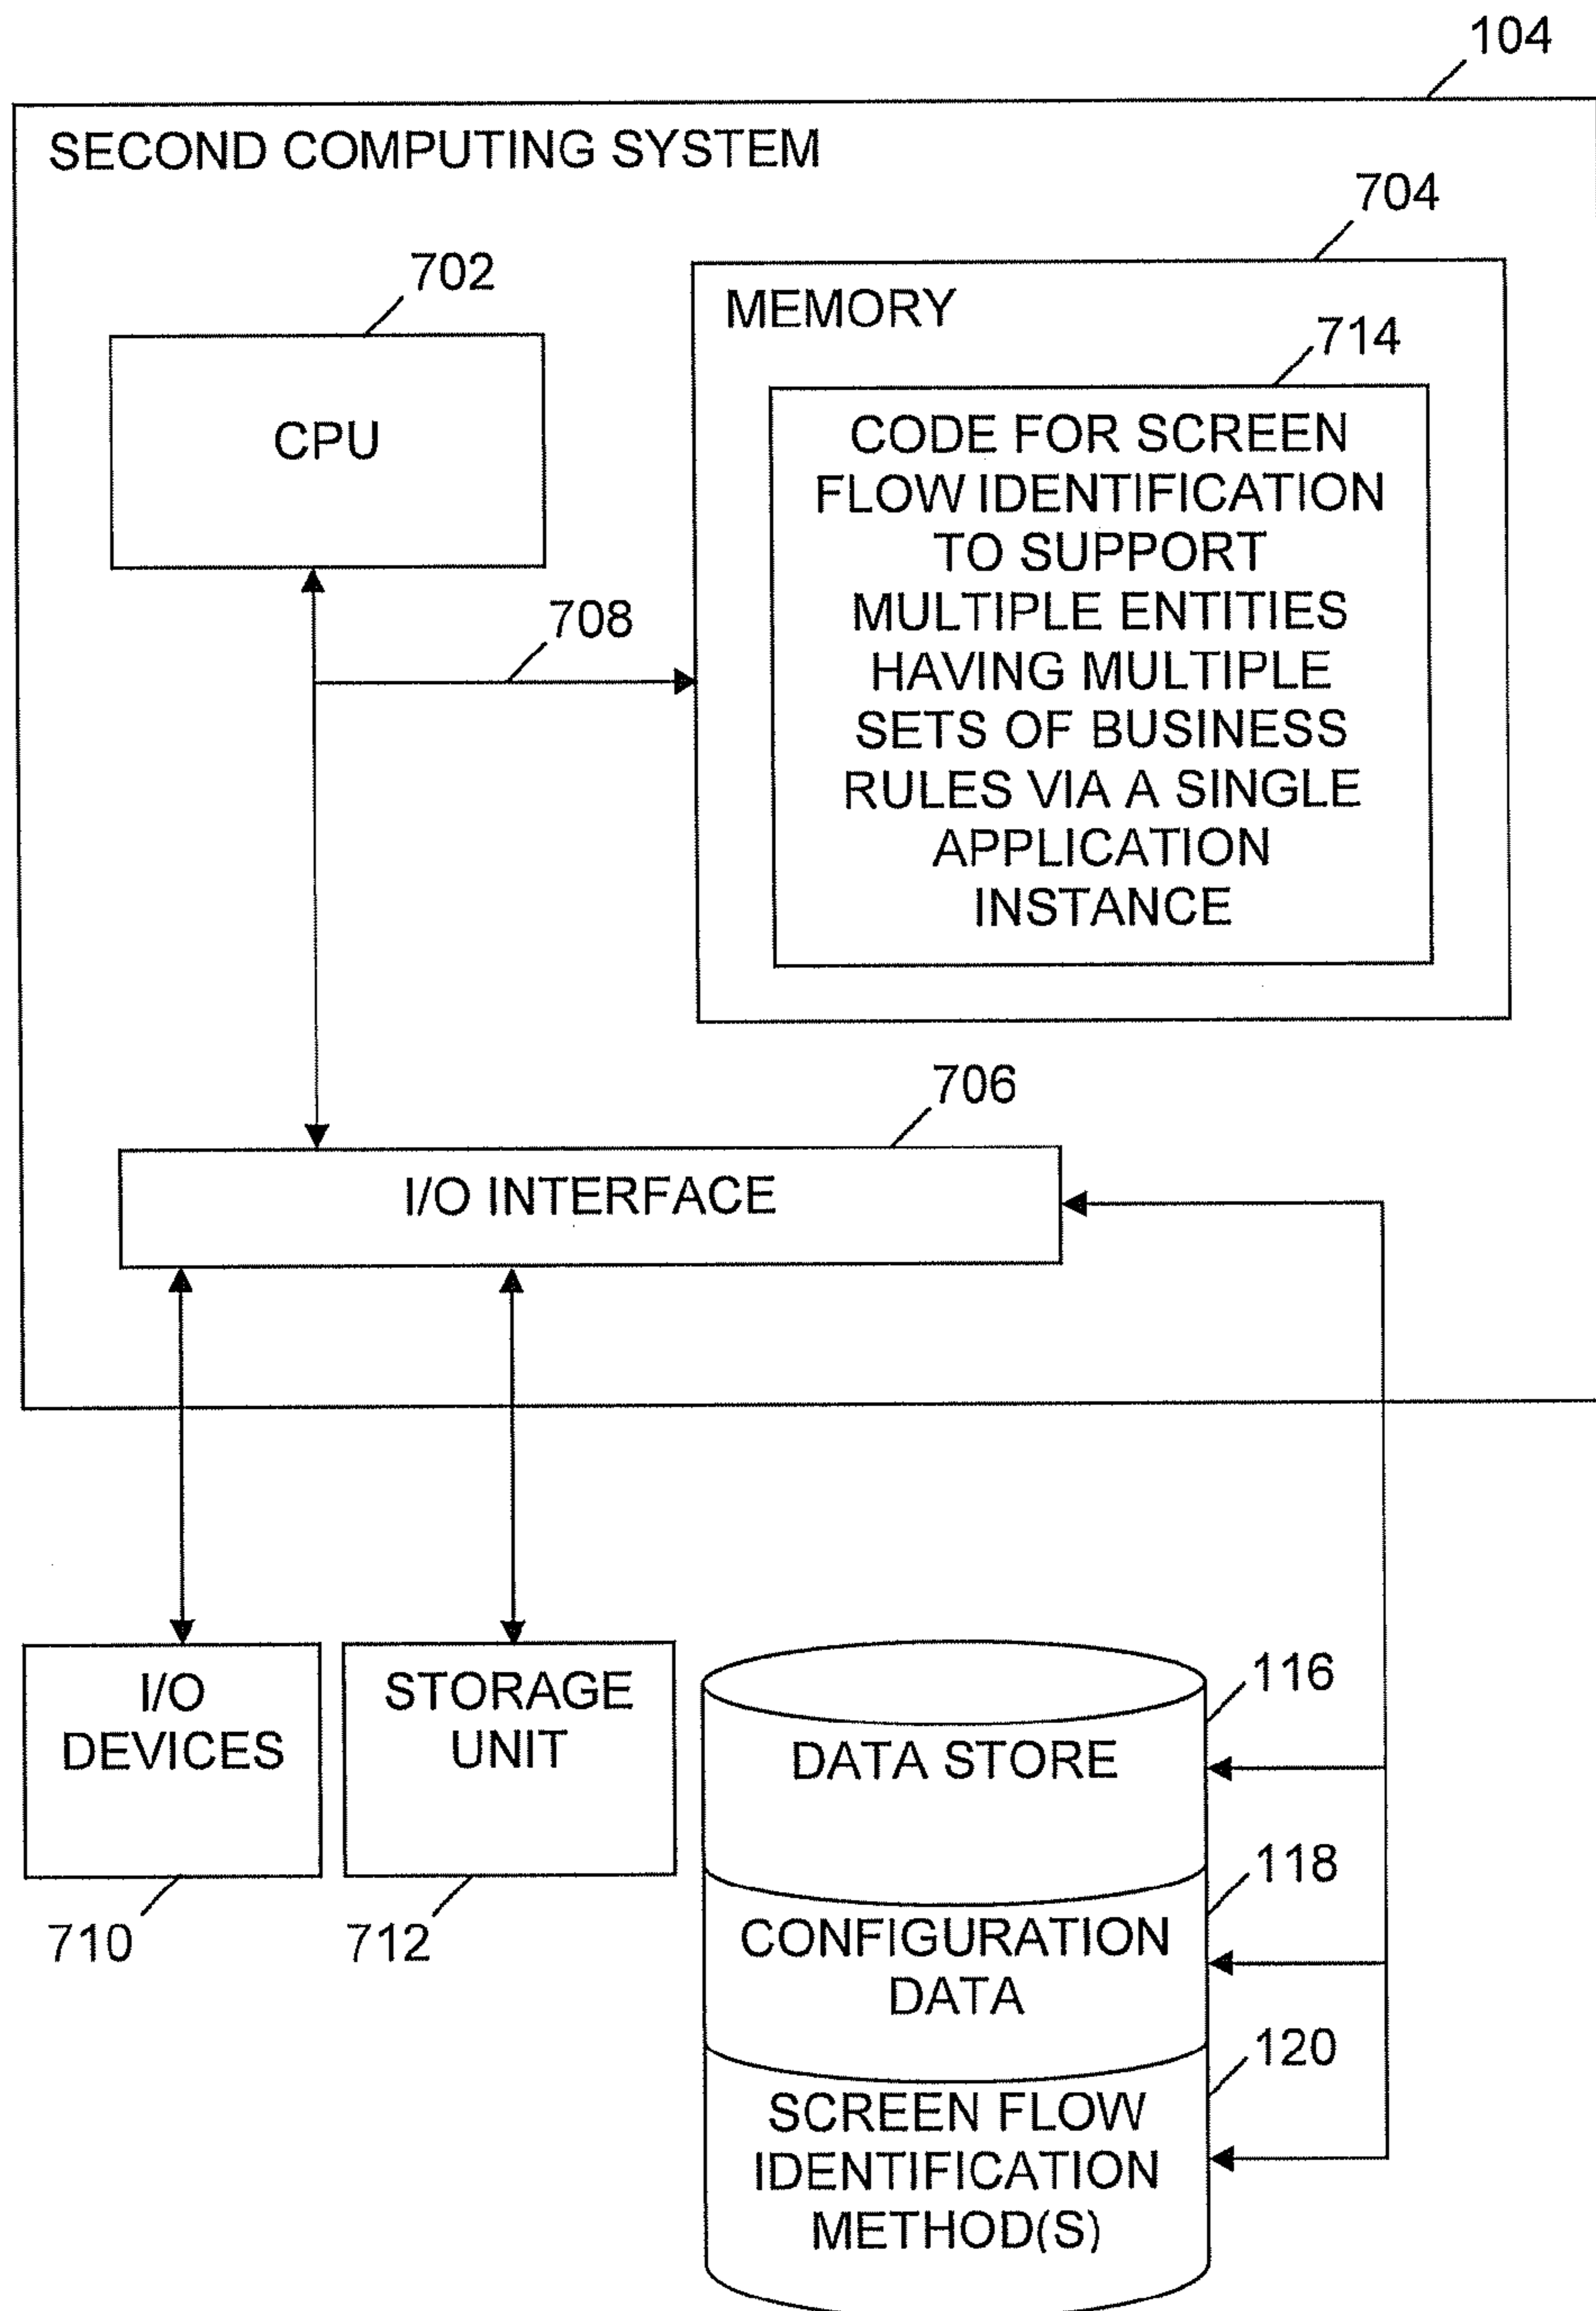 104
SECOND COMPUTING SYSTEM
704
702
MEMORY
714
CPU
CODE FOR SCREEN
FLOW IDENTIFICATION
TO SUPPORT
MULTIPLE ENTITIES
HAVING MULTIPLE
SETS OF BUSINESS
RULES VIA A SINGLE
APPLICATION
INSTANCE
708
706
I/O INTERFACE
I/O
DEVICES
710
STORAGE
UNIT
712
116
DATA STORE
118
CONFIGURATION
DATA
120
SCREEN FLOW
IDENTIFICATION
METHOD(S)